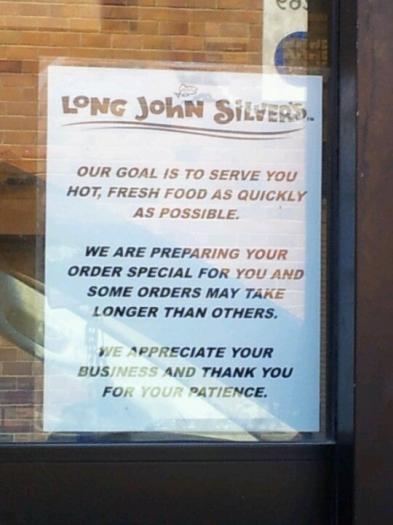 LONG JOHN SILVER'S™
OUR GOAL IS TO SERVE YOU
HOT, FRESH FOOD AS QUICKLY
AS POSSIBLE.
WE ARE PREPARING YOUR
ORDER SPECIAL FOR YOU AND
SOME ORDERS MAY TAKE
LONGER THAN OTHERS.
WE APPRECIATE YOUR
BUSINESS AND THANK YOU
FOR YOUR PATIENCE.